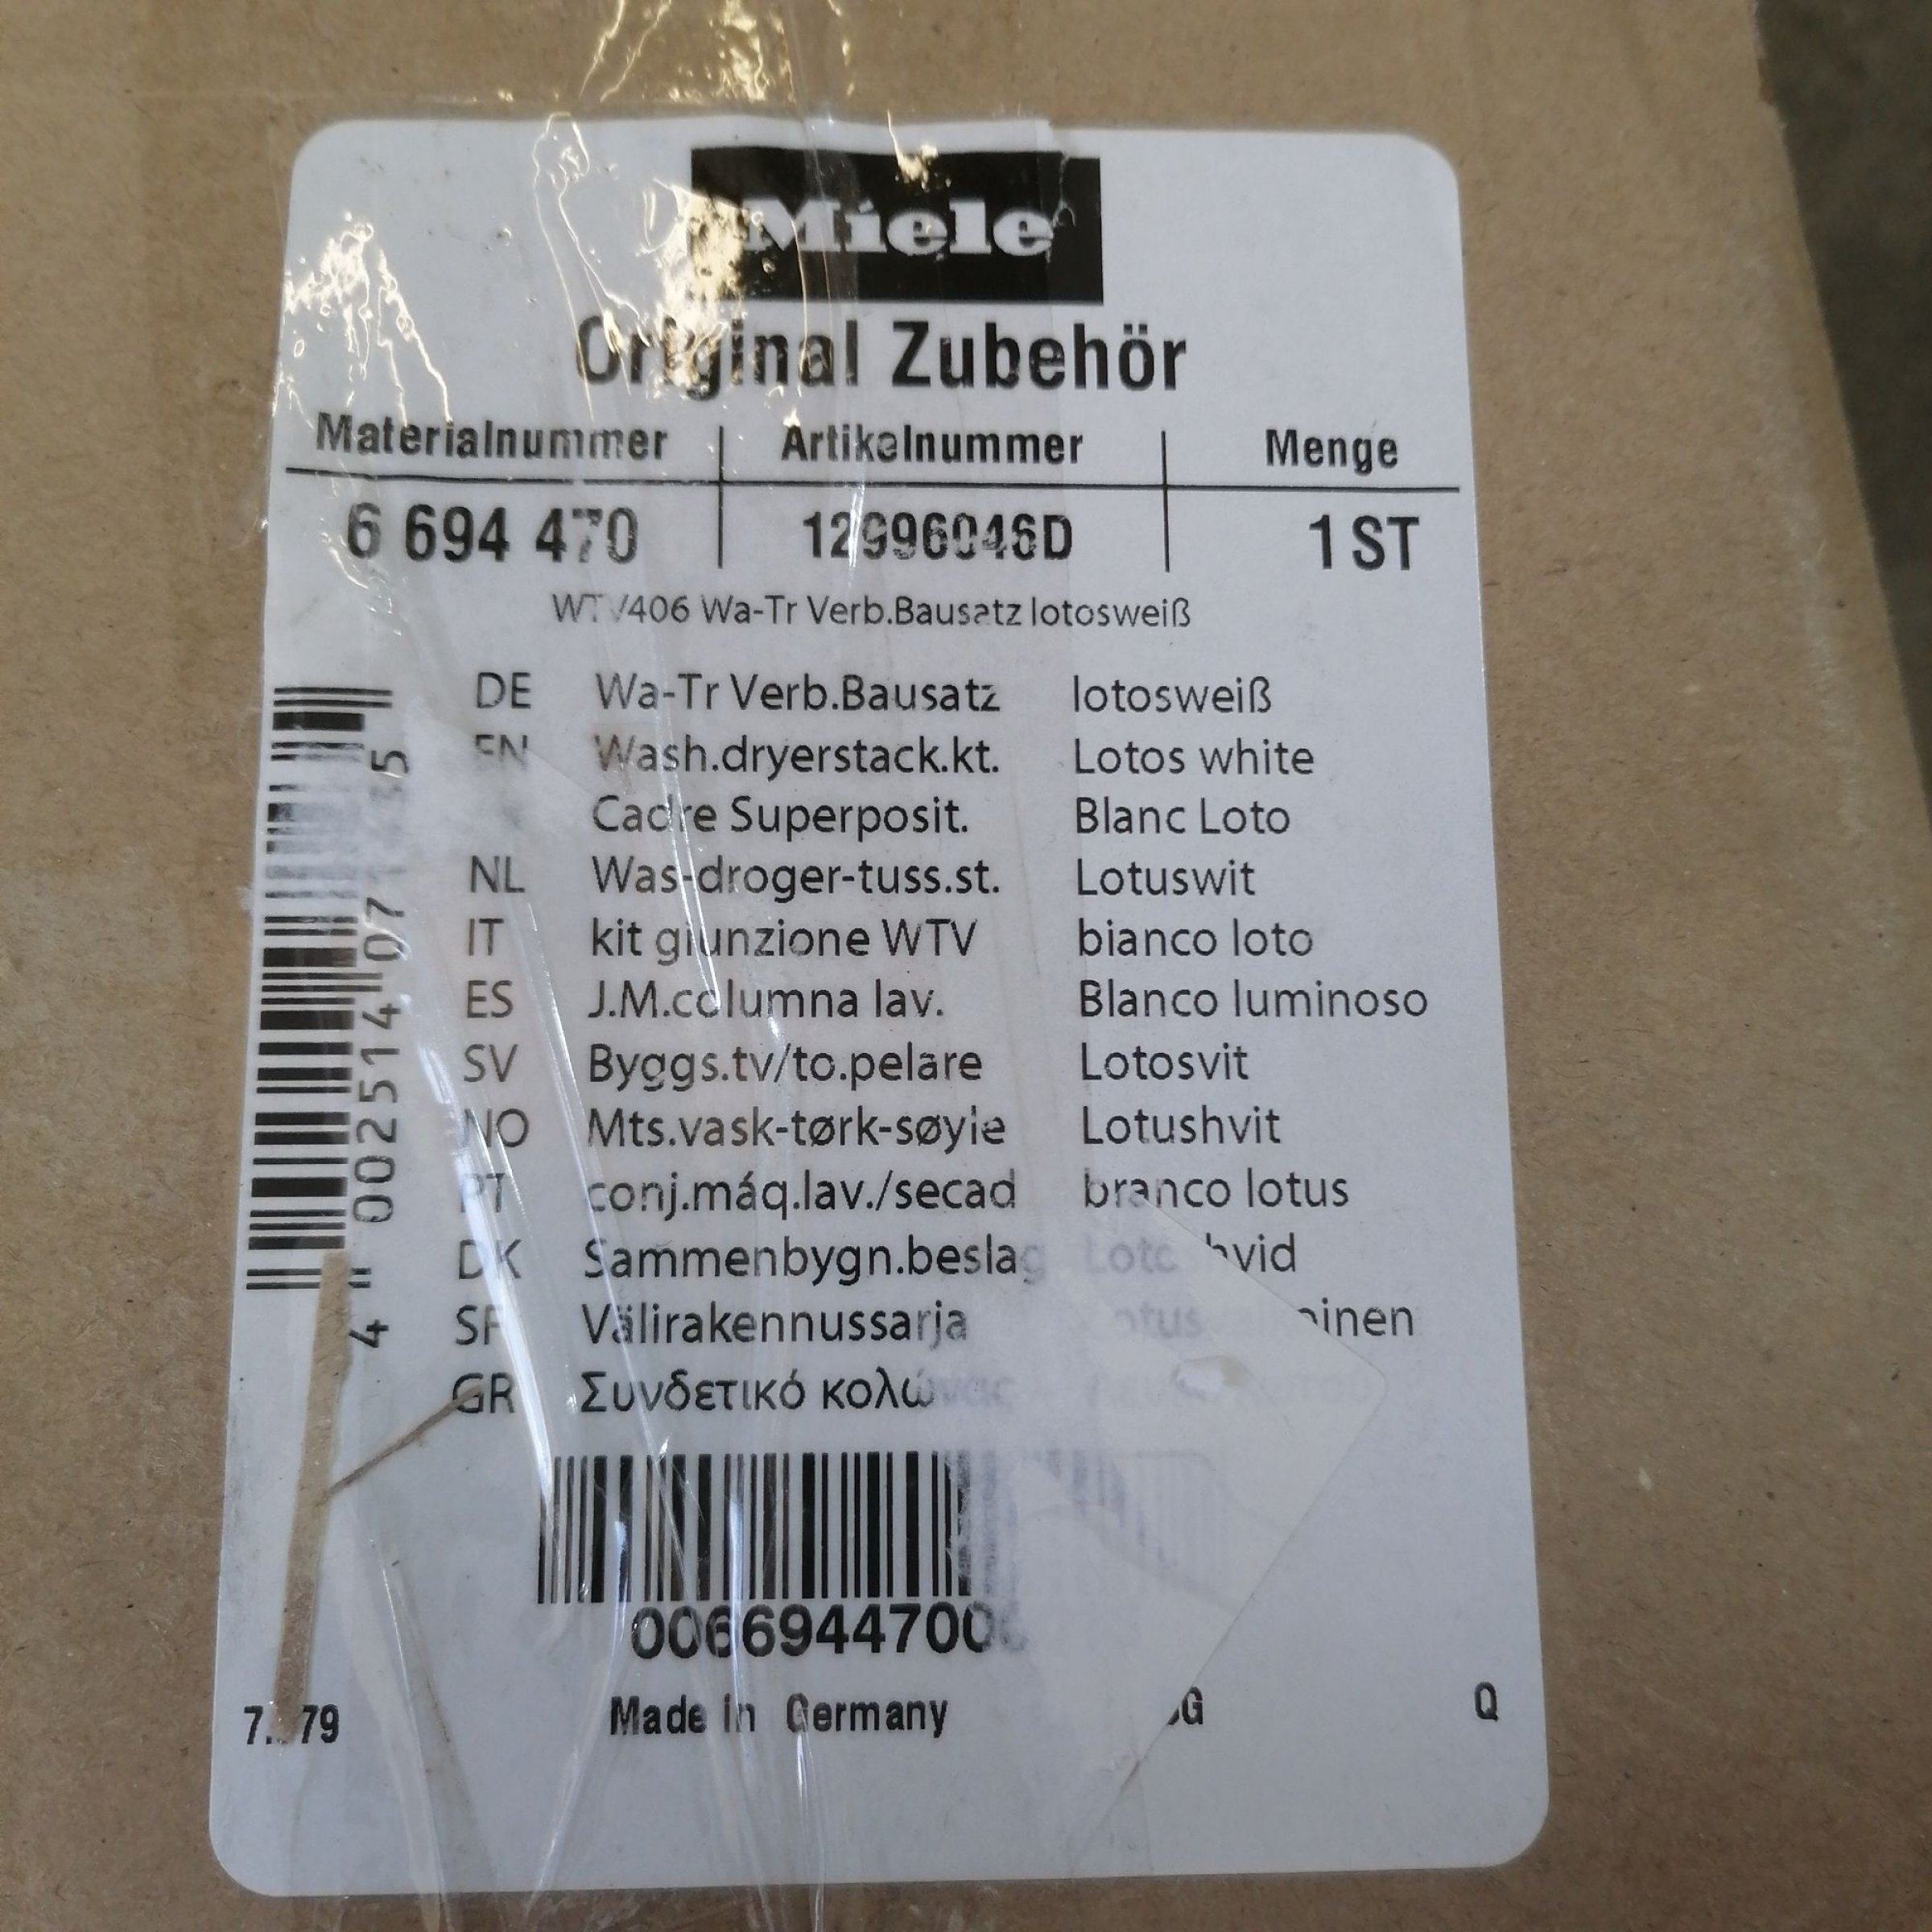 Miele
Original Zubehör
Materialnummer Artikelnummer Menge
6 694 470 12996046D 1 ST
WTV406 Wa-Tr Verb.Bausatz lotosweiß
DE Wa-Tr Verb.Bausatz lotosweiß
EN Wash.dryerstack.kt. Lotos white
Cadre Superposit. Blanc Loto
NL Was-droger-tuss.st. Lotuswit
IT kit giunzione WTV bianco loto
ES J.M.columna lav. Blanco luminoso
SV Byggs.tv/to.pelare Lotosvit
NO Mts.vask-tørk-søyle Lotushvit
PT conj.máq.lav./secad branco lotus
DK Sammenbygn.beslag
SF Välirakennussarja
GR Συνδετικό κολώνας
4 002514
Made in Germany
Q